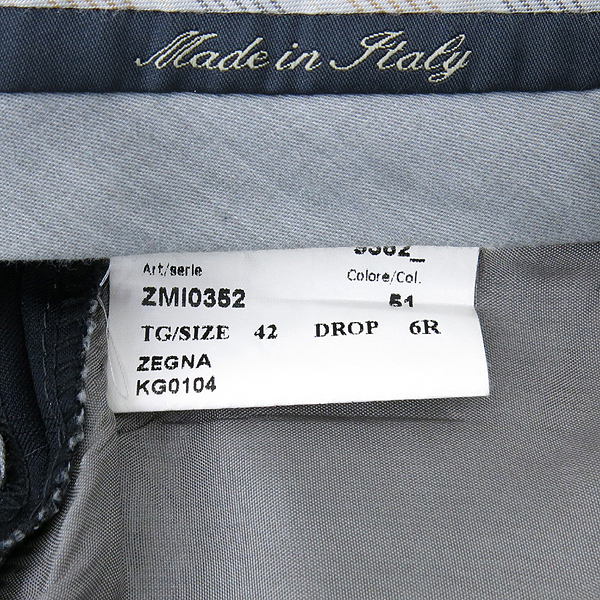 Made in Italy
Art/serie Colore/Col.
ZMI0352 51
TG/SIZE 42 DROP 6R
ZEGNA
KG0104